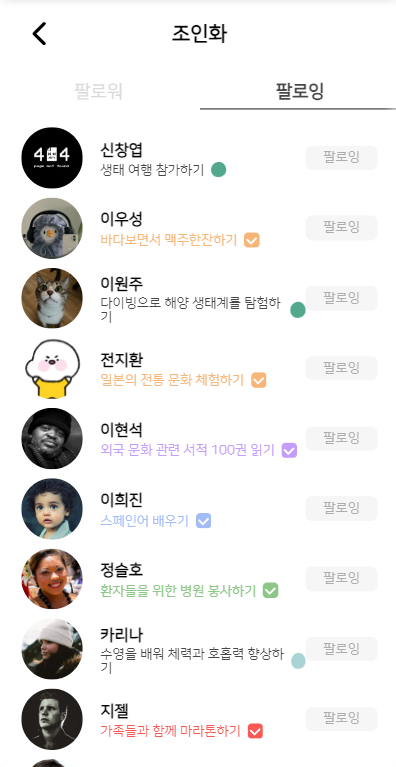 조인화
팔로워
팔로잉
404
page not found
신창엽
생태 여행 참가하기
팔로잉
이우성
바다보면서 맥주한잔하기
팔로잉
이원주
다이빙으로 해양 생태계를 탐험하
기
팔로잉
전지환
일본의 전통 문화 체험하기
팔로잉
이현석
외국 문화 관련 서적 100권 읽기
팔로잉
이희진
스페인어 배우기
팔로잉
정슬호
환자들을 위한 병원 봉사하기
팔로잉
카리나
수영을 배워 체력과 호흡력 향상하
기
팔로잉
지젤
가족들과 함께 마라톤하기
팔로잉